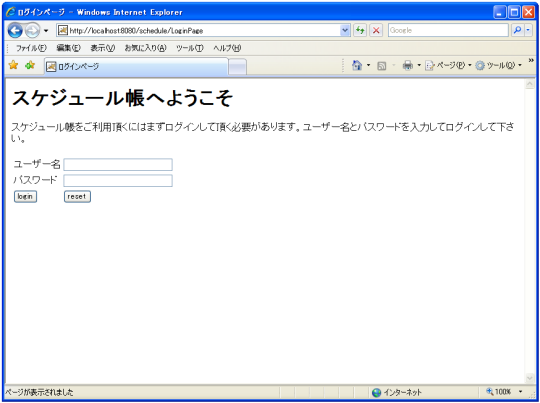 ログインページ - Windows Internet Explorer
http://localhost:8080/schedule/LoginPage
Google
ファイル(F) 編集(E) 表示(V) お気に入り(A) ツール(T) ヘルプ(H)
ログインページ
ページ(P) ツール(O) »
スケジュール帳へようこそ
スケジュール帳をご利用頂くにはまずログインして頂く必要があります。ユーザー名とパスワードを入力してログインして下さ
い。
ユーザー名
パスワード
login reset
ページが表示されました
インターネット 100%